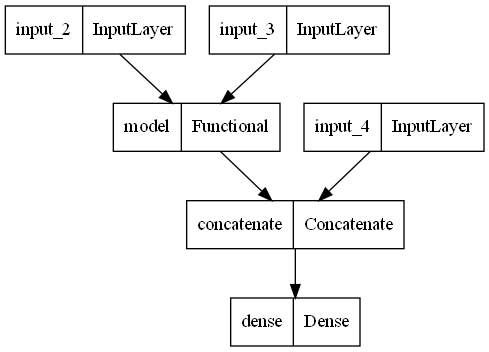 input_2 InputLayer input_3 InputLayer
model Functional input_4 InputLayer
concatenate Concatenate
dense Dense